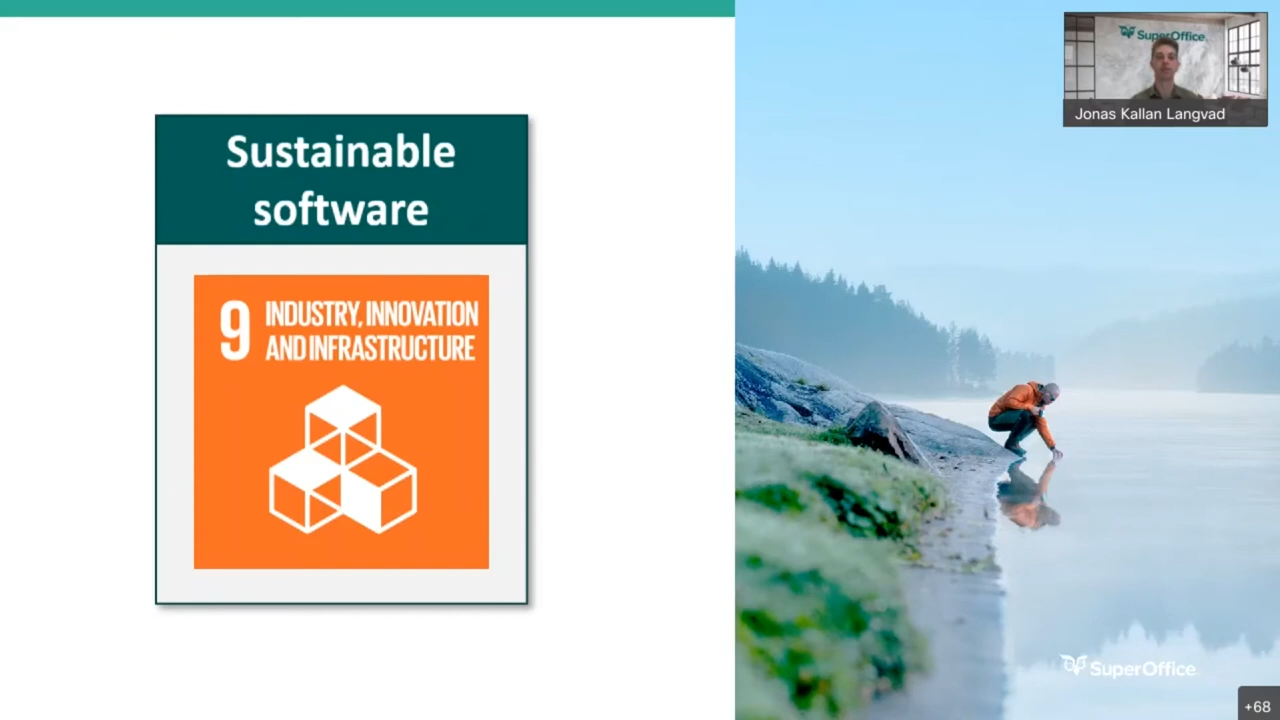 Sustainable
software
9 INDUSTRY, INNOVATION
AND INFRASTRUCTURE
SuperOffice
Jonas Kallan Langvad
SuperOffice
+68